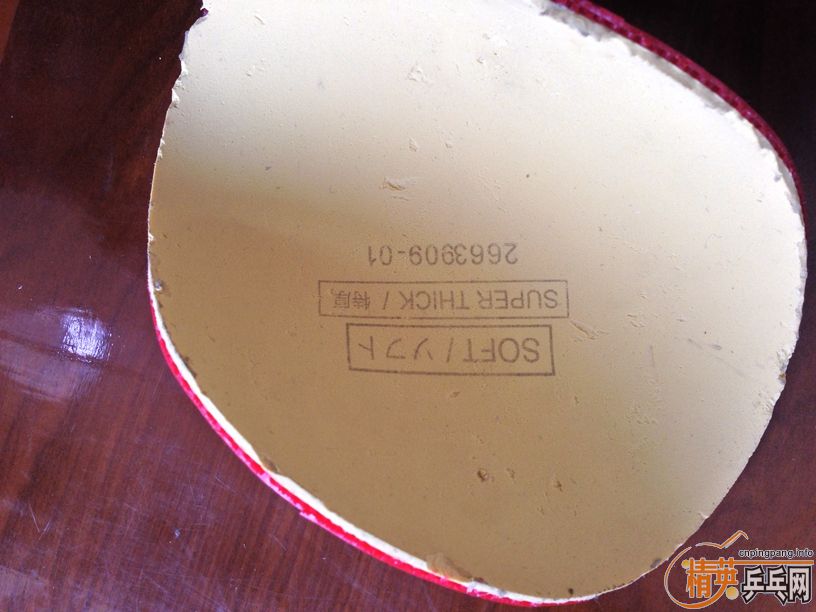 SOFT / ソフト
SUPER THICK / 特厚
2663909-01
cnpingpang.info
精英乒乓网